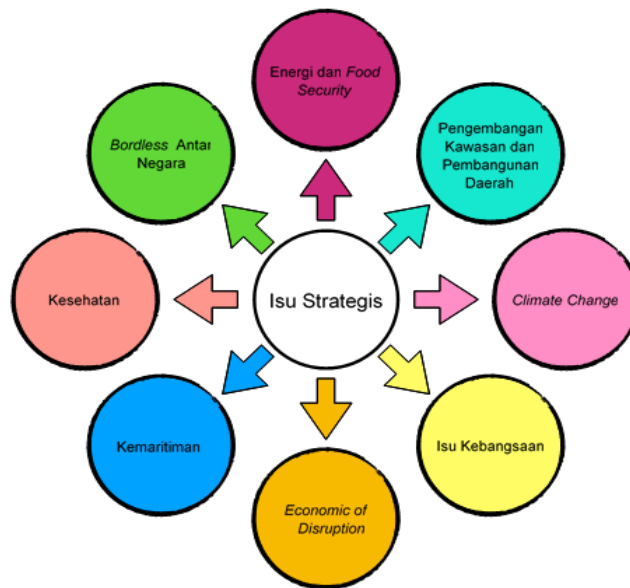 Energi dan Food
Security
Bordless Antar
Negara
Pengembangan
Kawasan dan
Pembangunan
Daerah
Kesehatan
Isu Strategis
Climate Change
Kemaritiman
Isu Kebangsaan
Economic of
Disruption